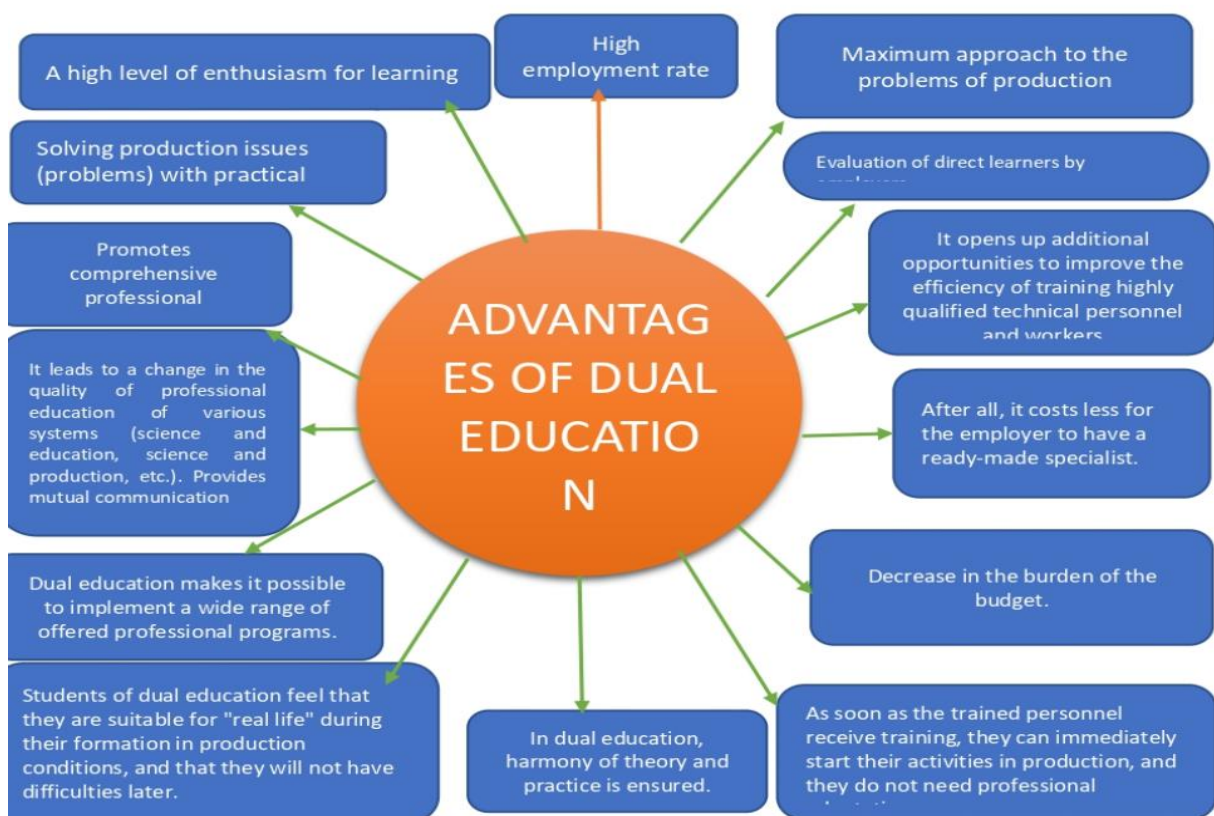 High
employment rate
A high level of enthusiasm for learning
Maximum approach to the
problems of production
Solving production issues
(problems) with practical
Evaluation of direct learners by
Promotes
comprehensive
professional
It opens up additional
opportunities to improve the
efficiency of training highly
qualified technical personnel
and workers
ADVANTAG
ES OF DUAL
EDUCATIO
N
It leads to a change in the
quality of professional
education of various
systems (science and
education, science and
production, etc.). Provides
mutual communication
After all, it costs less for
the employer to have a
ready-made specialist.
Dual education makes it possible
to implement a wide range of
offered professional programs.
Decrease in the burden of the
budget.
Students of dual education feel that
they are suitable for "real life" during
their formation in production
conditions, and that they will not have
difficulties later.
In dual education,
harmony of theory and
practice is ensured.
As soon as the trained personnel
receive training, they can immediately
start their activities in production, and
they do not need professional